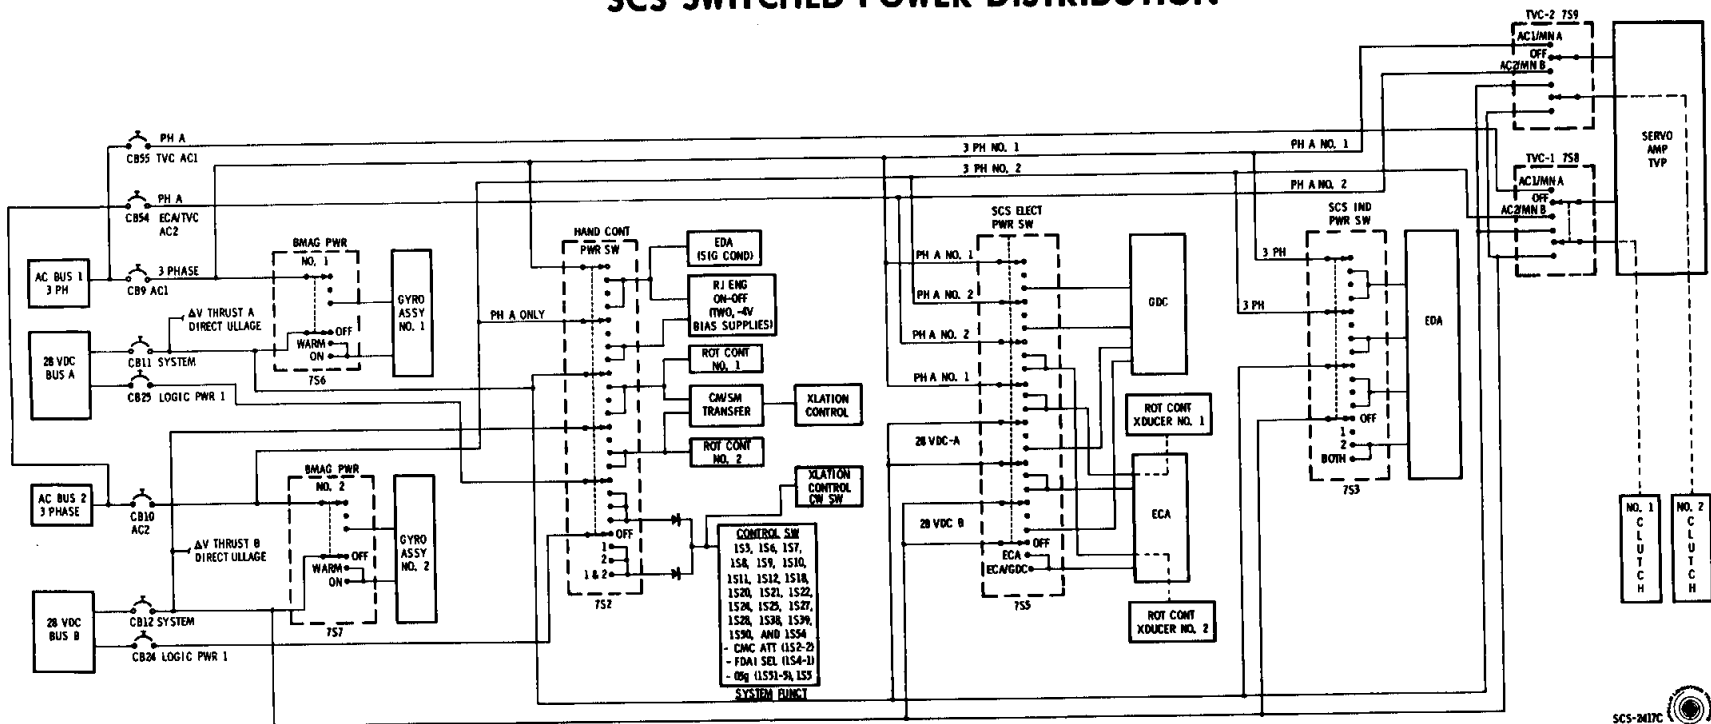 SCS SWITCHED POWER DISTRIBUTION
TVC-2 7S9
AC1/MN A
OFF
AC2/MN B
SERVO
AMP
TVP
PH A
CB55 TVC AC1
3 PH NO. 1
PH A NO. 1
3 PH NO. 2
TVC-1 7S8
AC1/MN A
OFF
AC2/MN B
PH A
CB54
ECA/TVC
AC2
PH A NO. 2
AC BUS 1
3 PH
3 PHASE
CB9 AC1
BMAG PWR
NO. 1
OFF
WARM
ON
7S6
GYRO
ASSY
NO. 1
ΔV THRUST A
DIRECT ULLAGE
28 VDC
BUS A
CB11 SYSTEM
CB25 LOGIC PWR 1
HAND CONT
PWR SW
PH A ONLY
OFF
1
2
1 & 2
7S2
EDA
(SIG COND)
RJ ENG
ON-OFF
(TWO, -4V
BIAS SUPPLIES)
ROT CONT
NO. 1
CM/SM
TRANSFER
XLATION
CONTROL
ROT CONT
NO. 2
XLATION
CONTROL
CW SW
CONTROL SW
1S3, 1S6, 1S7,
1S8, 1S9, 1S10,
1S11, 1S12, 1S18,
1S20, 1S21, 1S22,
1S24, 1S25, 1S27,
1S28, 1S38, 1S39,
1S50, AND 1S54
- CMC ATT (1S2-2)
- FDAI SEL (1S4-1)
- 05g (1S51-5), 1S5
SYSTEM FUNCT
SCS ELECT
PWR SW
PH A NO. 1
PH A NO. 2
PH A NO. 2
PH A NO. 1
28 VDC-A
28 VDC B
OFF
ECA
ECA/GDC
7S5
GDC
ROT CONT
XDUCER NO. 1
ECA
ROT CONT
XDUCER NO. 2
SCS IND
PWR SW
3 PH
3 PH
OFF
1
2
BOTH
7S3
EDA
NO. 1
CLUTCH
NO. 2
CLUTCH
AC BUS 2
3 PHASE
CB10
AC2
BMAG PWR
NO. 2
OFF
WARM
ON
7S7
GYRO
ASSY
NO. 2
ΔV THRUST B
DIRECT ULLAGE
28 VDC
BUS B
CB12 SYSTEM
CB24 LOGIC PWR 1
SCS-2417C